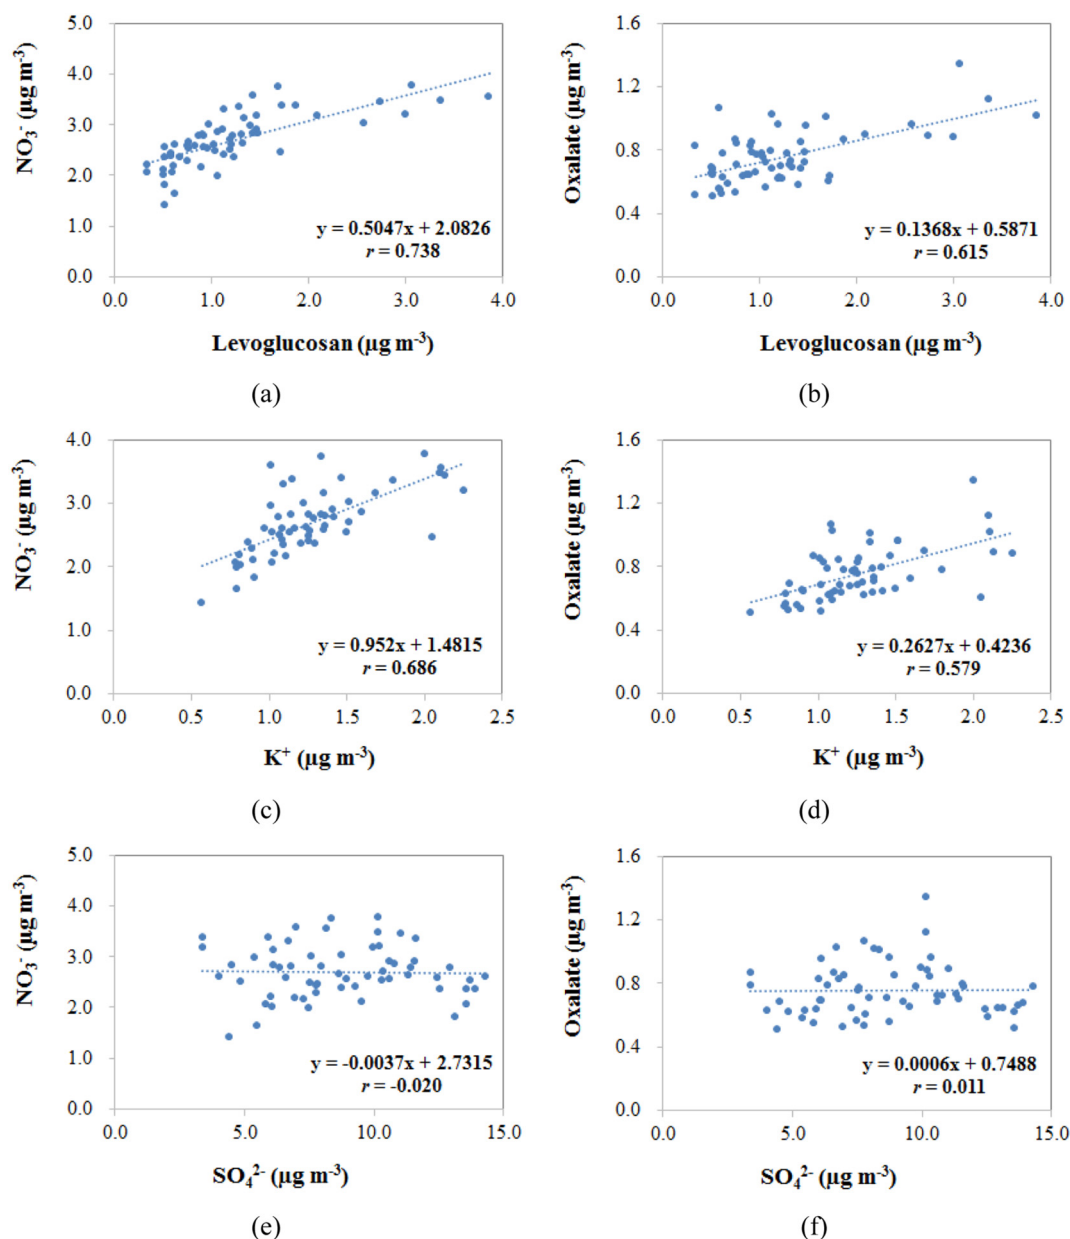 5.0
4.0
3.0
2.0
1.0
0.0
NO₃⁻ (µg m⁻³)
y = 0.5047x + 2.0826
r = 0.738
0.0 1.0 2.0 3.0 4.0
Levoglucosan (µg m⁻³)
(a)
1.6
1.2
0.8
0.4
0.0
Oxalate (µg m⁻³)
y = 0.1368x + 0.5871
r = 0.615
0.0 1.0 2.0 3.0 4.0
Levoglucosan (µg m⁻³)
(b)
4.0
3.0
2.0
1.0
0.0
NO₃⁻ (µg m⁻³)
y = 0.952x + 1.4815
r = 0.686
0.0 0.5 1.0 1.5 2.0 2.5
K⁺ (µg m⁻³)
(c)
1.6
1.2
0.8
0.4
0.0
Oxalate (µg m⁻³)
y = 0.2627x + 0.4236
r = 0.579
0.0 0.5 1.0 1.5 2.0 2.5
K⁺ (µg m⁻³)
(d)
5.0
4.0
3.0
2.0
1.0
0.0
NO₃⁻ (µg m⁻³)
y = -0.0037x + 2.7315
r = -0.020
0.0 5.0 10.0 15.0
SO₄²⁻ (µg m⁻³)
(e)
1.6
1.2
0.8
0.4
0.0
Oxalate (µg m⁻³)
y = 0.0006x + 0.7488
r = 0.011
0.0 5.0 10.0 15.0
SO₄²⁻ (µg m⁻³)
(f)